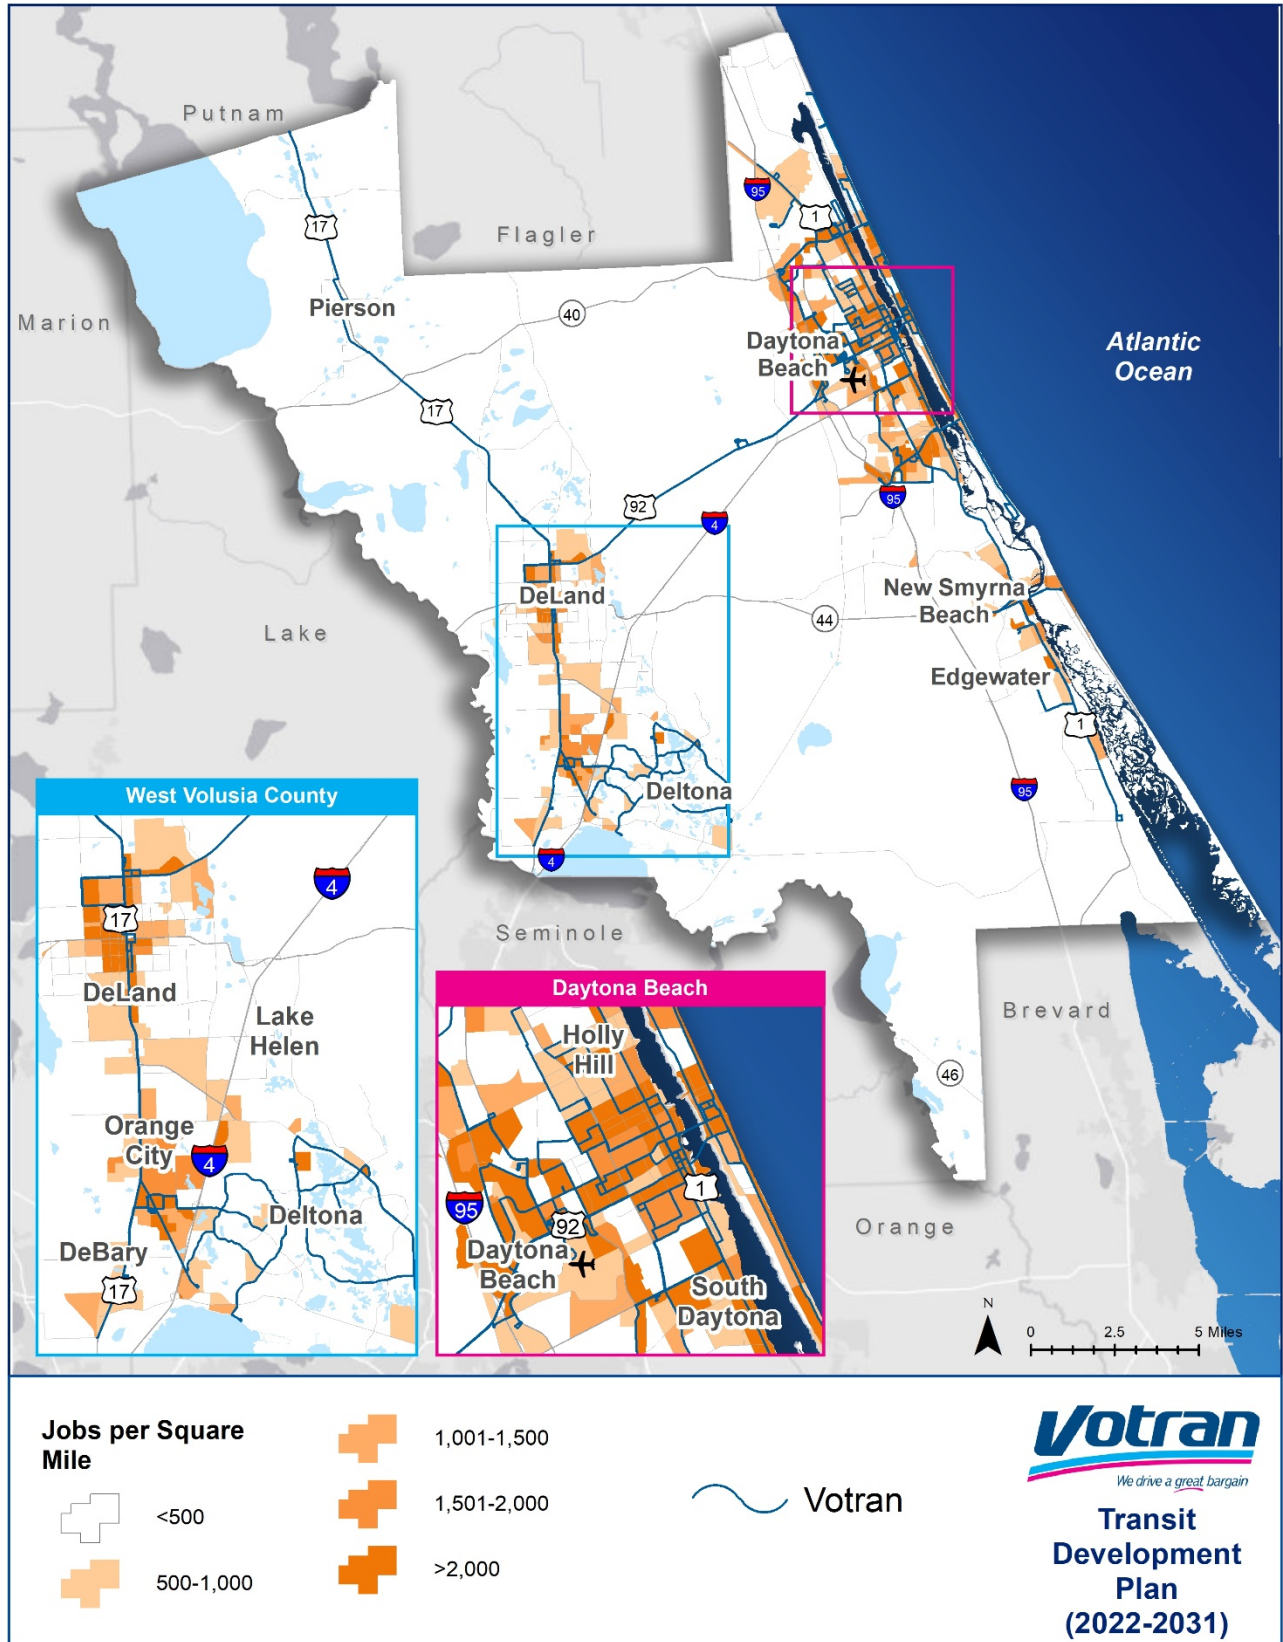 Putnam
95
1
17
Flagler
Pierson
Marion
40
Daytona
Beach
Atlantic
Ocean
17
92
95
4
DeLand
New Smyrna
Beach
44
Lake
Edgewater
1
95
Deltona
4
Seminole
Brevard
46
Orange
West Volusia County
4
17
DeLand
Lake
Helen
Orange
City
4
Deltona
DeBary
17
Daytona Beach
Holly
Hill
1
95
92
Daytona
Beach
South
Daytona
N
0 2.5 5 Miles
Jobs per Square
Mile
<500
500-1,000
1,001-1,500
1,501-2,000
>2,000
Votran
Votran
We drive a great bargain
Transit
Development
Plan
(2022-2031)